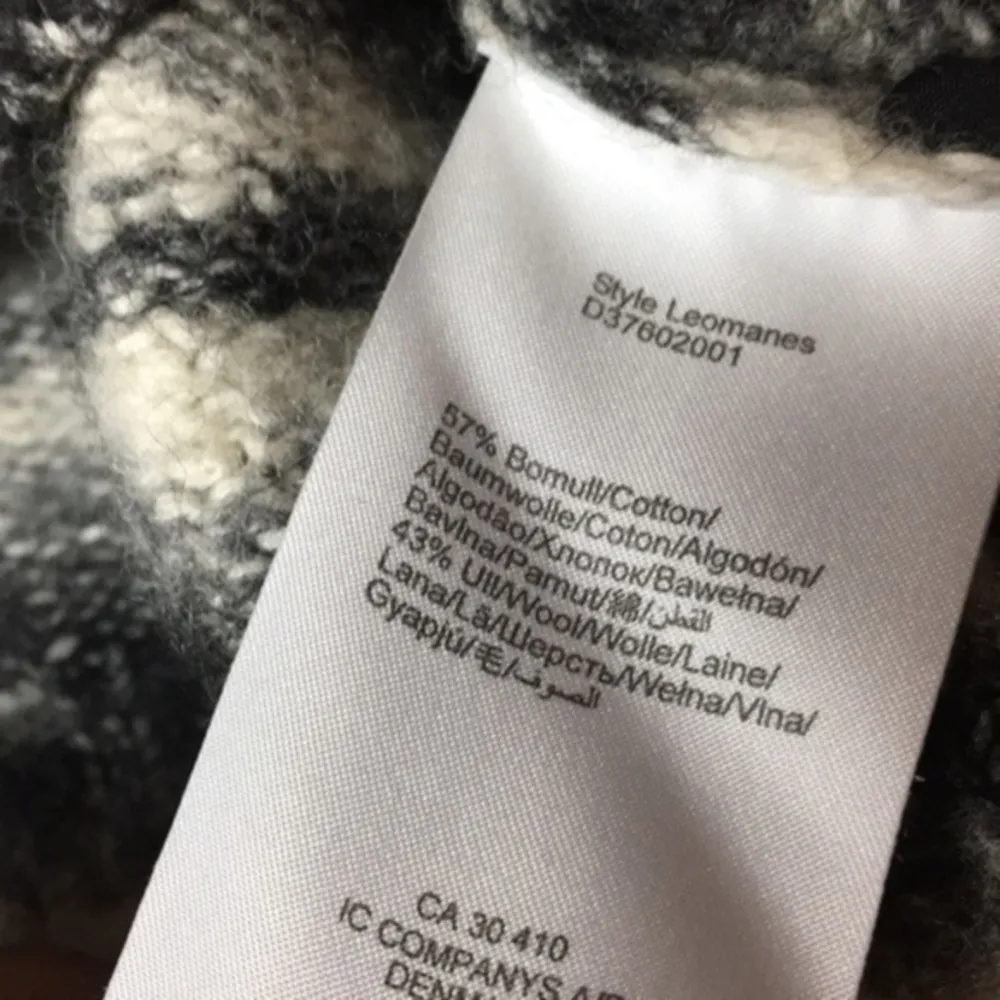 Style Leomanes
D37602001
57% Bomull/Cotton/
Baumwolle/Coton/Algodón/
Algodão/Хлопок/Bawełna/
Bavlna/Pamut/綿/القطن
43% Ull/Wool/Wolle/Laine/
Lana/Lã/Шерсть/Wełna/Vlna/
Gyapjú/毛/الصوف
CA 30 410
IC COMPANYS